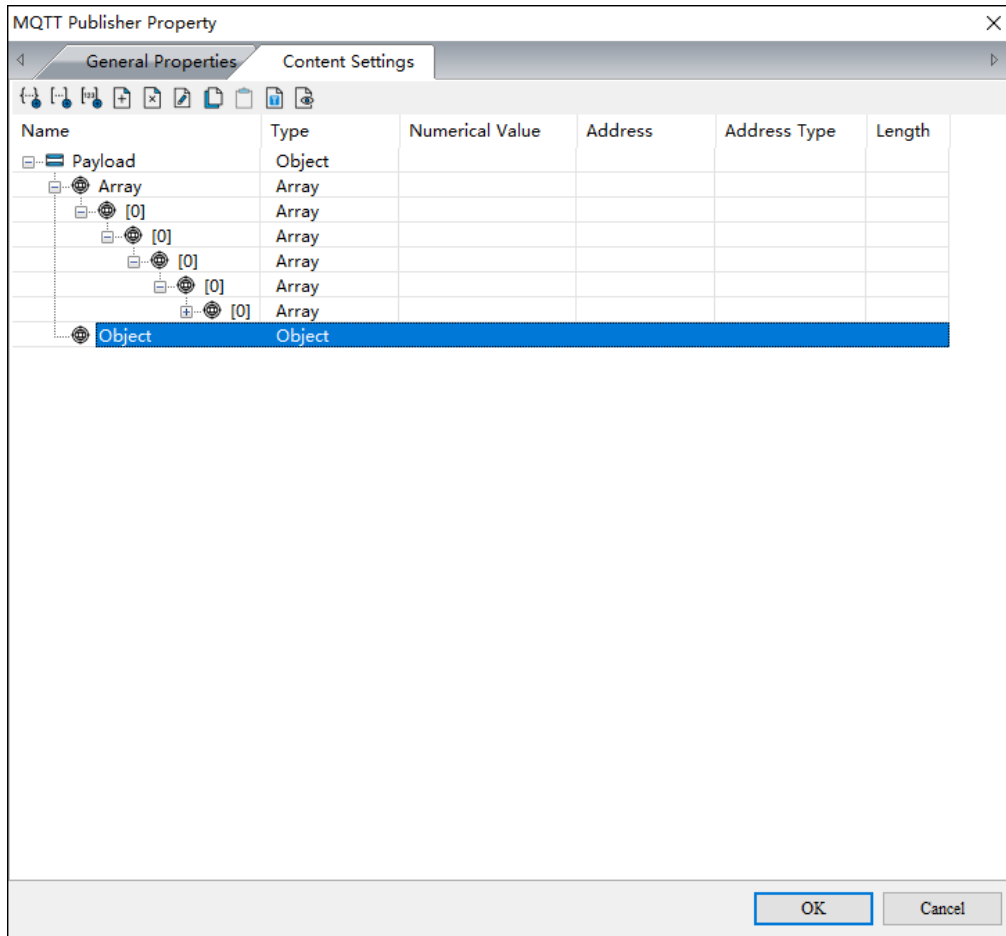 MQTT Publisher Property
General Properties Content Settings
Name Type Numerical Value Address Address Type Length
Payload Object
Array Array
[0] Array
[0] Array
[0] Array
[0] Array
[0] Array
Object Object
OK Cancel